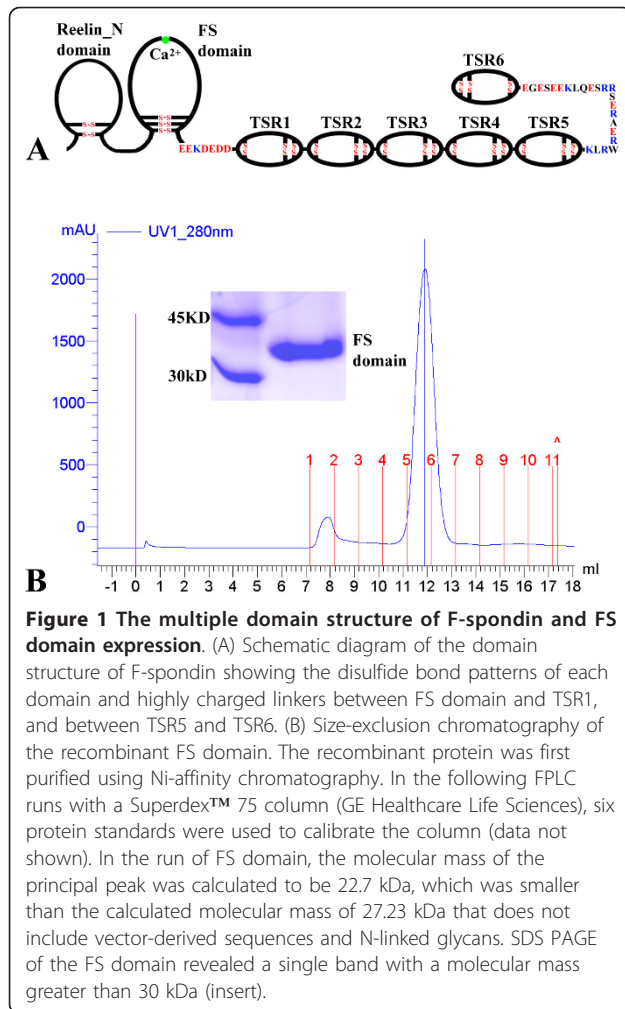 Reelin_N
domain
FS
domain
Ca²⁺
S-S
S-S
S-S
S-S
S-S
A
EEKDEDD
TSR1
TSR2
TSR3
TSR4
TSR5
TSR6
EGESEEKLQESRR
SERAER
KLRW
mAU
UV1_280nm
2000
1500
1000
500
0
45KD
30kD
FS
domain
1 2 3 4 5 6 7 8 9 10 11 ^
-1 0 1 2 3 4 5 6 7 8 9 10 11 12 13 14 15 16 17 18 ml
B
Figure 1 The multiple domain structure of F-spondin and FS
domain expression. (A) Schematic diagram of the domain
structure of F-spondin showing the disulfide bond patterns of each
domain and highly charged linkers between FS domain and TSR1,
and between TSR5 and TSR6. (B) Size-exclusion chromatography of
the recombinant FS domain. The recombinant protein was first
purified using Ni-affinity chromatography. In the following FPLC
runs with a Superdex™ 75 column (GE Healthcare Life Sciences), six
protein standards were used to calibrate the column (data not
shown). In the run of FS domain, the molecular mass of the
principal peak was calculated to be 22.7 kDa, which was smaller
than the calculated molecular mass of 27.23 kDa that does not
include vector-derived sequences and N-linked glycans. SDS PAGE
of the FS domain revealed a single band with a molecular mass
greater than 30 kDa (insert).